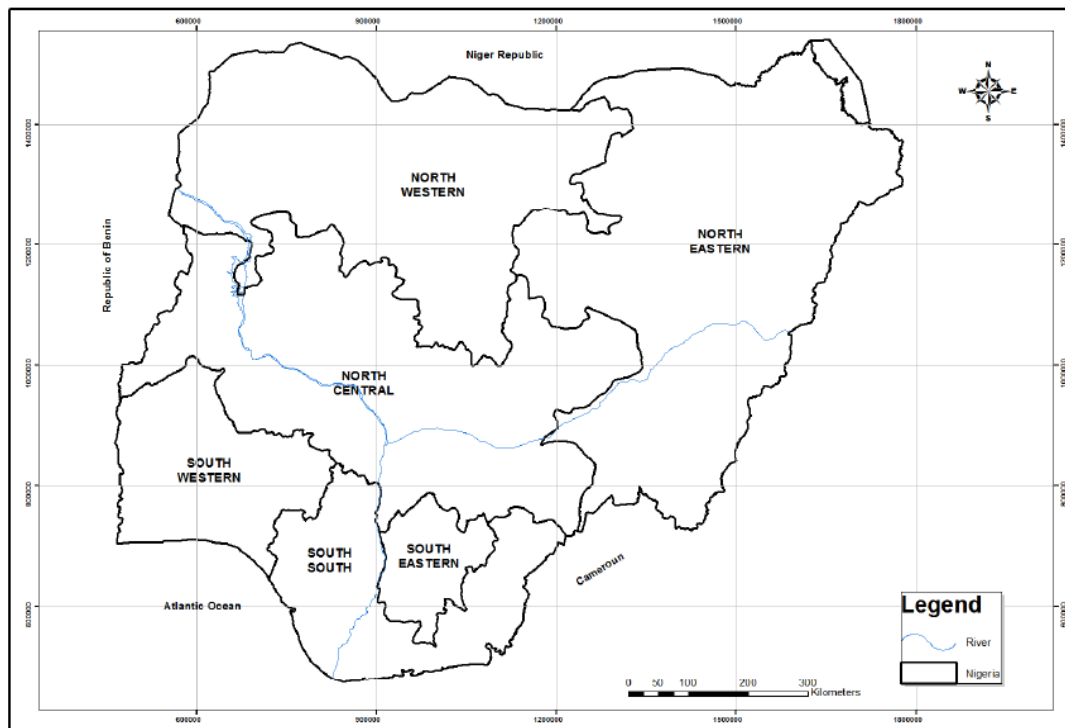 600000 900000 1200000 1500000 1800000
Niger Republic
N
W E
S
1400000 1400000
NORTH
WESTERN
NORTH
EASTERN
Republic of Benin
1200000 1200000
1000000 1000000
NORTH
CENTRAL
SOUTH
WESTERN
800000 800000
SOUTH
SOUTH
SOUTH
EASTERN
Cameroun
Atlantic Ocean
600000 600000
Legend
River
Nigeria
0 50 100 200 300
Kilometers
600000 900000 1200000 1500000 1800000